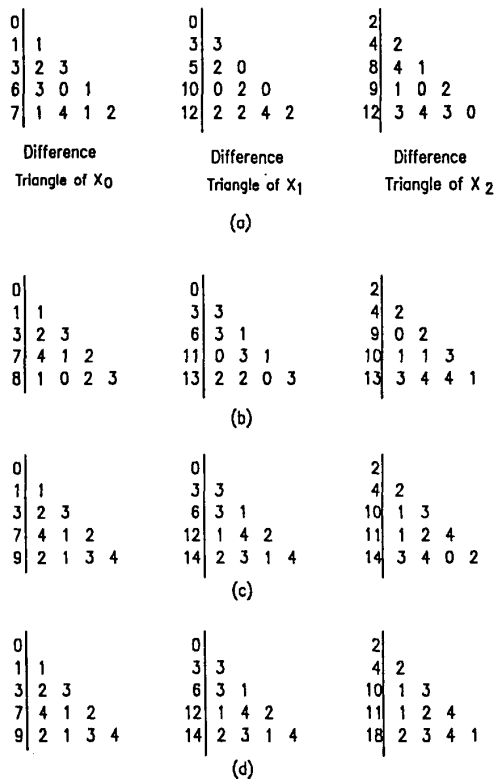 0 0 2
1 1 3 3 4 2
3 2 3 5 2 0 8 4 1
6 3 0 1 10 0 2 0 9 1 0 2
7 1 4 1 2 12 2 2 4 2 12 3 4 3 0
Difference Difference Difference
Triangle of X0 Triangle of X1 Triangle of X2
(a)
0 0 2
1 1 3 3 4 2
3 2 3 6 3 1 9 0 2
7 4 1 2 11 0 3 1 10 1 1 3
8 1 0 2 3 13 2 2 0 3 13 3 4 4 1
(b)
0 0 2
1 1 3 3 4 2
3 2 3 6 3 1 10 1 3
7 4 1 2 12 1 4 2 11 1 2 4
9 2 1 3 4 14 2 3 1 4 14 3 4 0 2
(c)
0 0 2
1 1 3 3 4 2
3 2 3 6 3 1 10 1 3
7 4 1 2 12 1 4 2 11 1 2 4
9 2 1 3 4 14 2 3 1 4 18 2 3 4 1
(d)